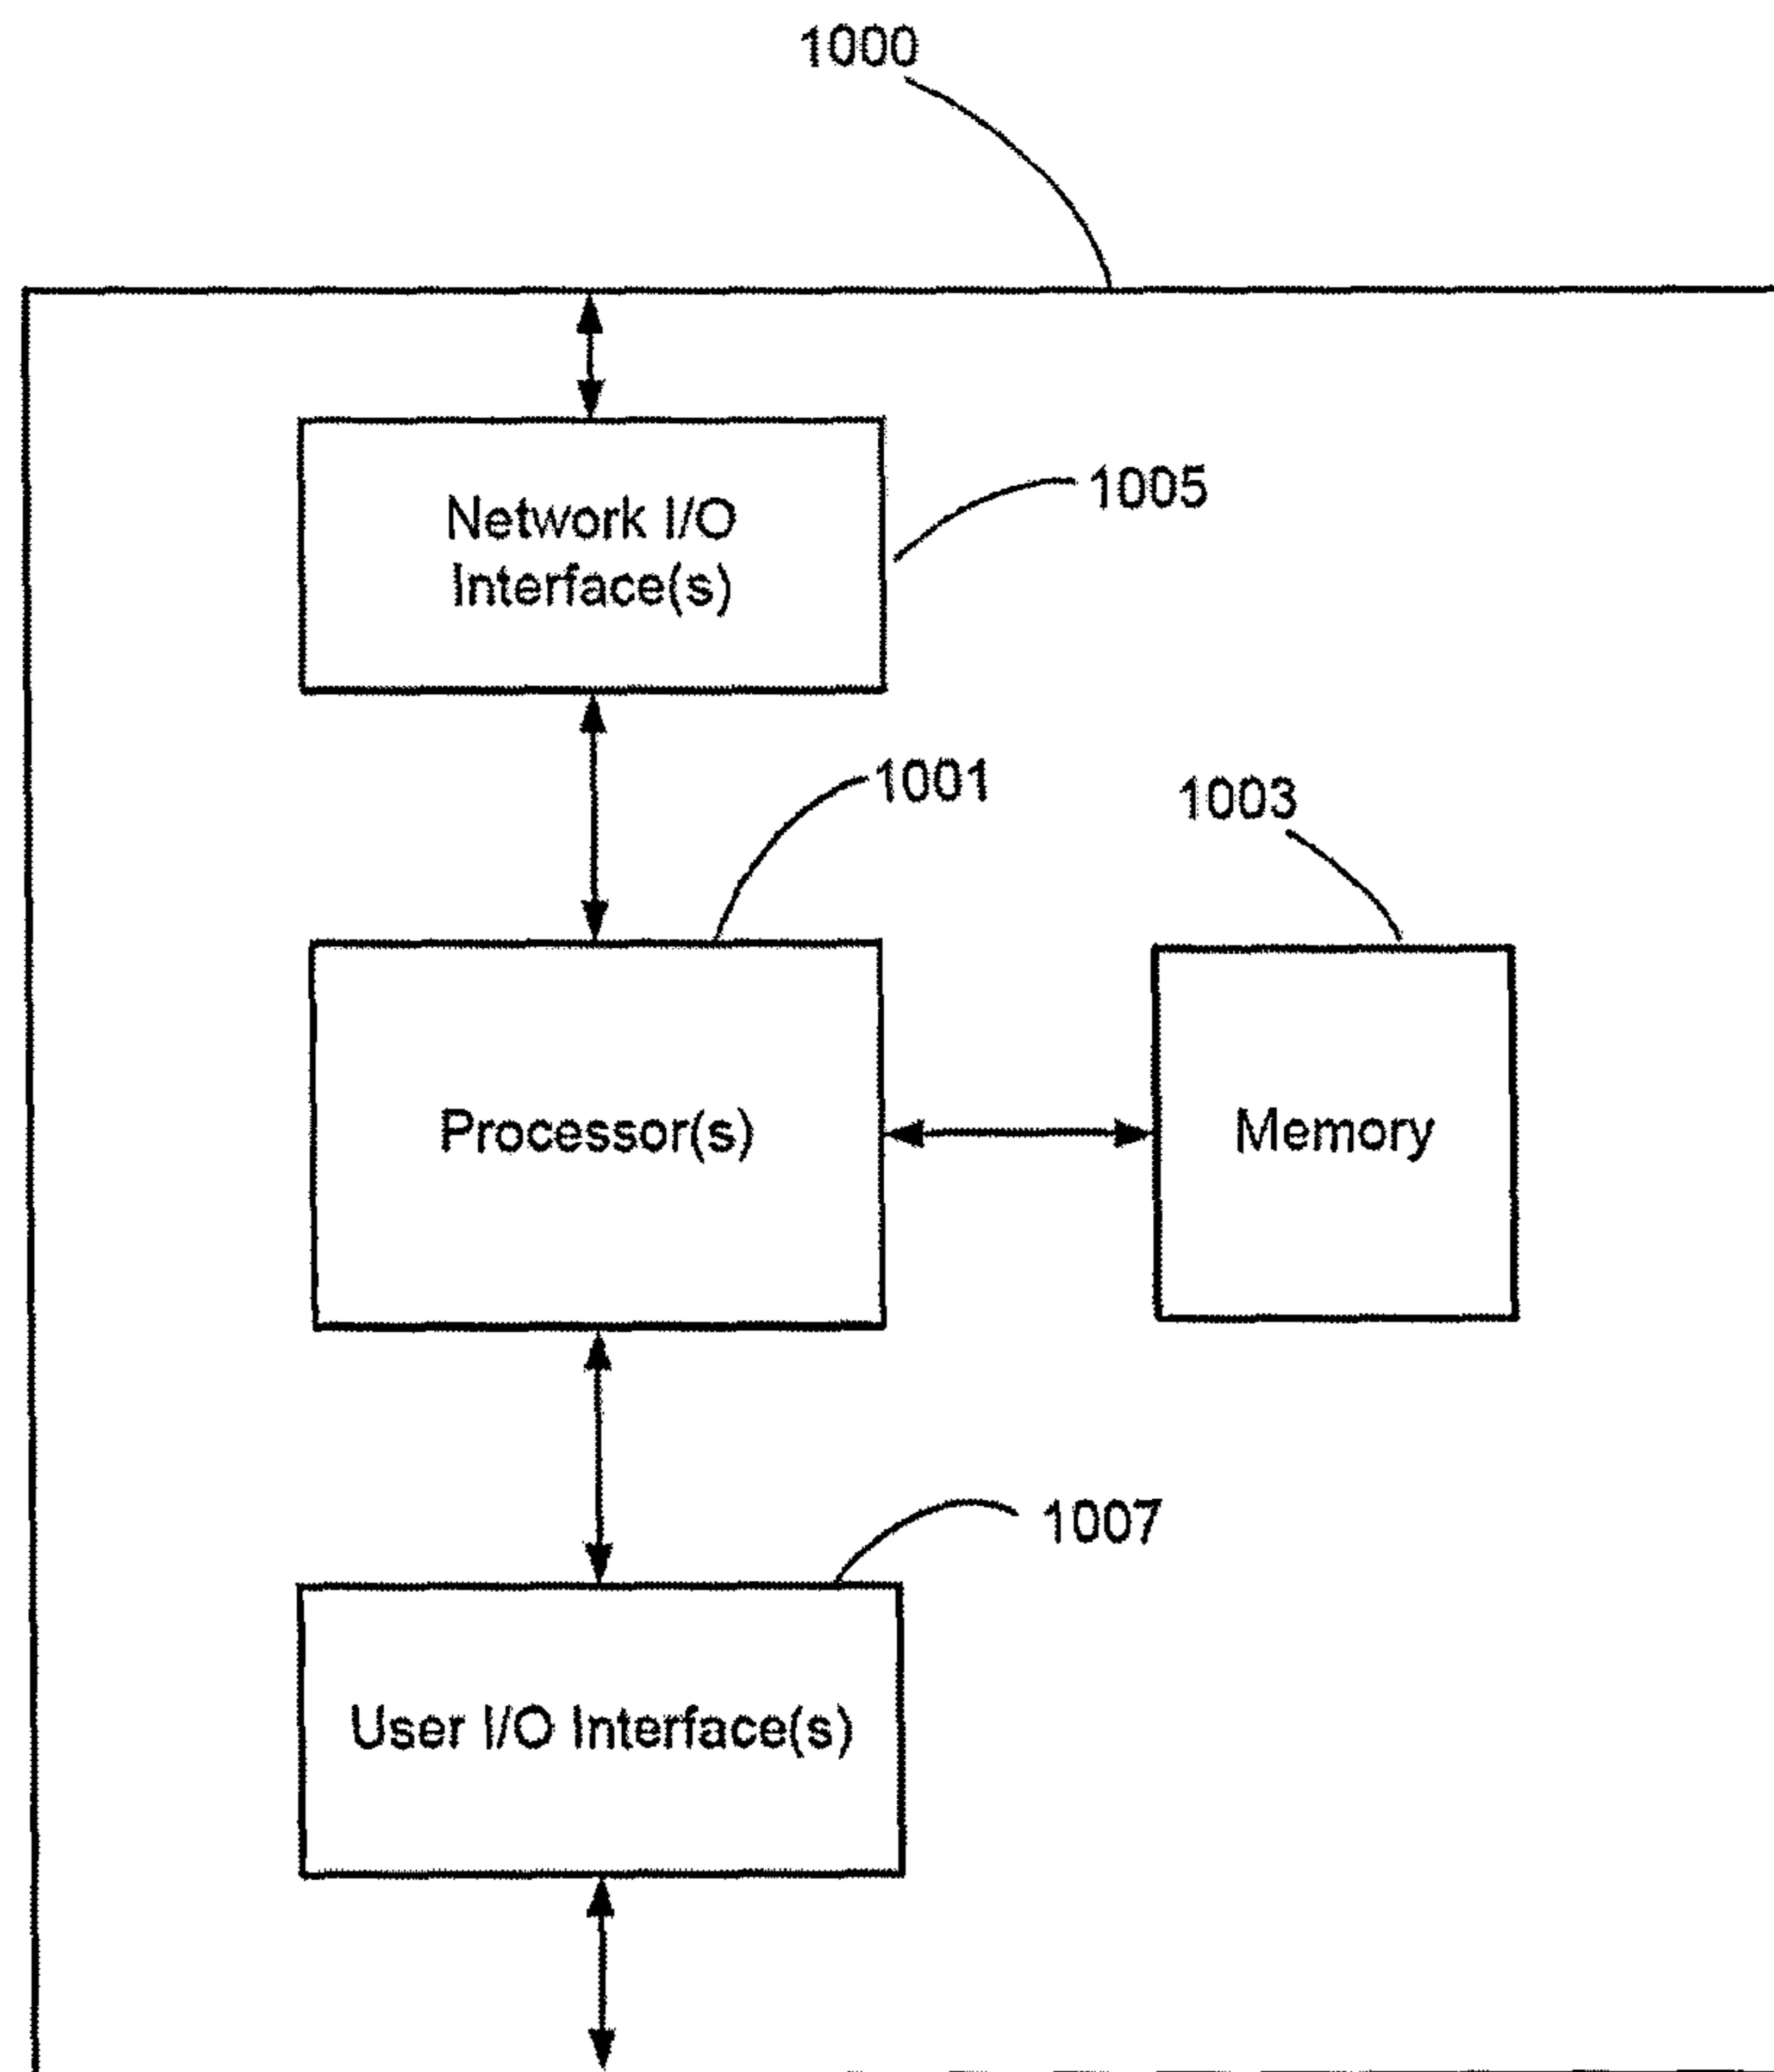 1000
Network I/O
Interface(s)
1005
1001
1003
Processor(s)
Memory
1007
User I/O Interface(s)